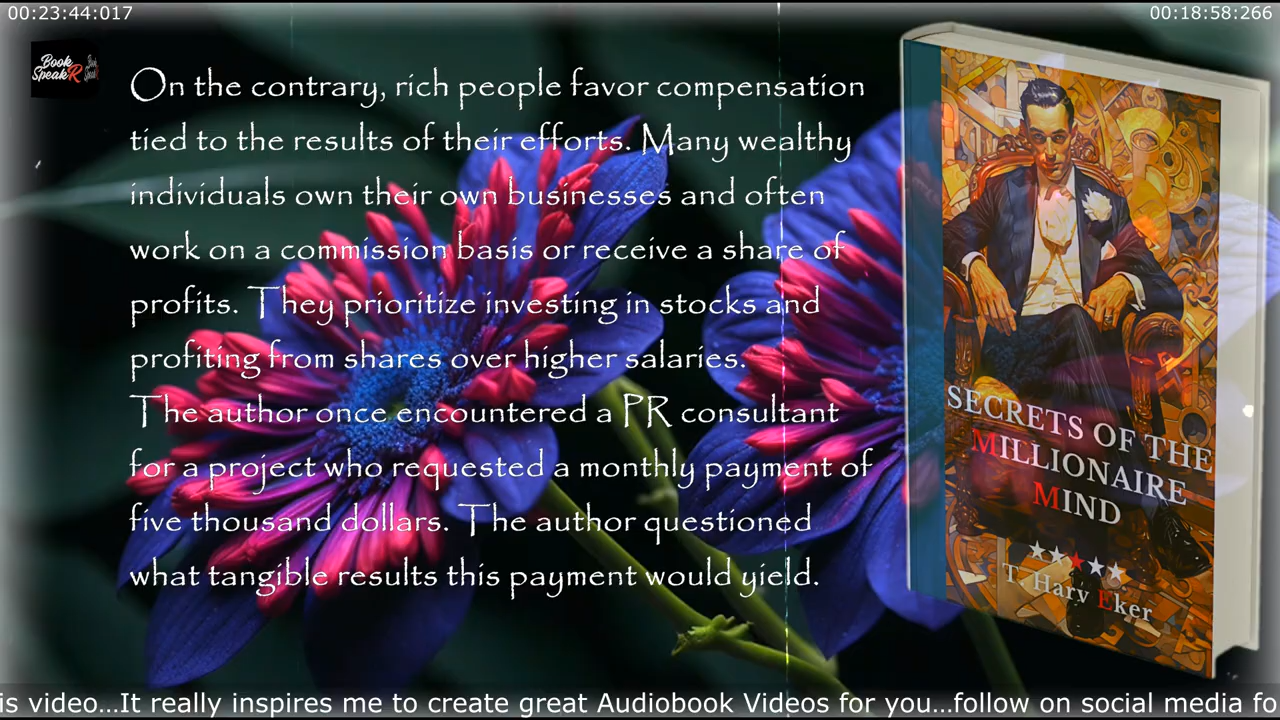 00:23:44:017
00:18:58:266
Book
SpeakR
On the contrary, rich people favor compensation
tied to the results of their efforts. Many wealthy
individuals own their own businesses and often
work on a commission basis or receive a share of
profits. They prioritize investing in stocks and
profiting from shares over higher salaries.
The author once encountered a PR consultant
for a project who requested a monthly payment of
five thousand dollars. The author questioned
what tangible results this payment would yield.
SECRETS OF THE
MILLIONAIRE
MIND
T. Harv Eker
is video...It really inspires me to create great Audiobook Videos for you...follow on social media fo